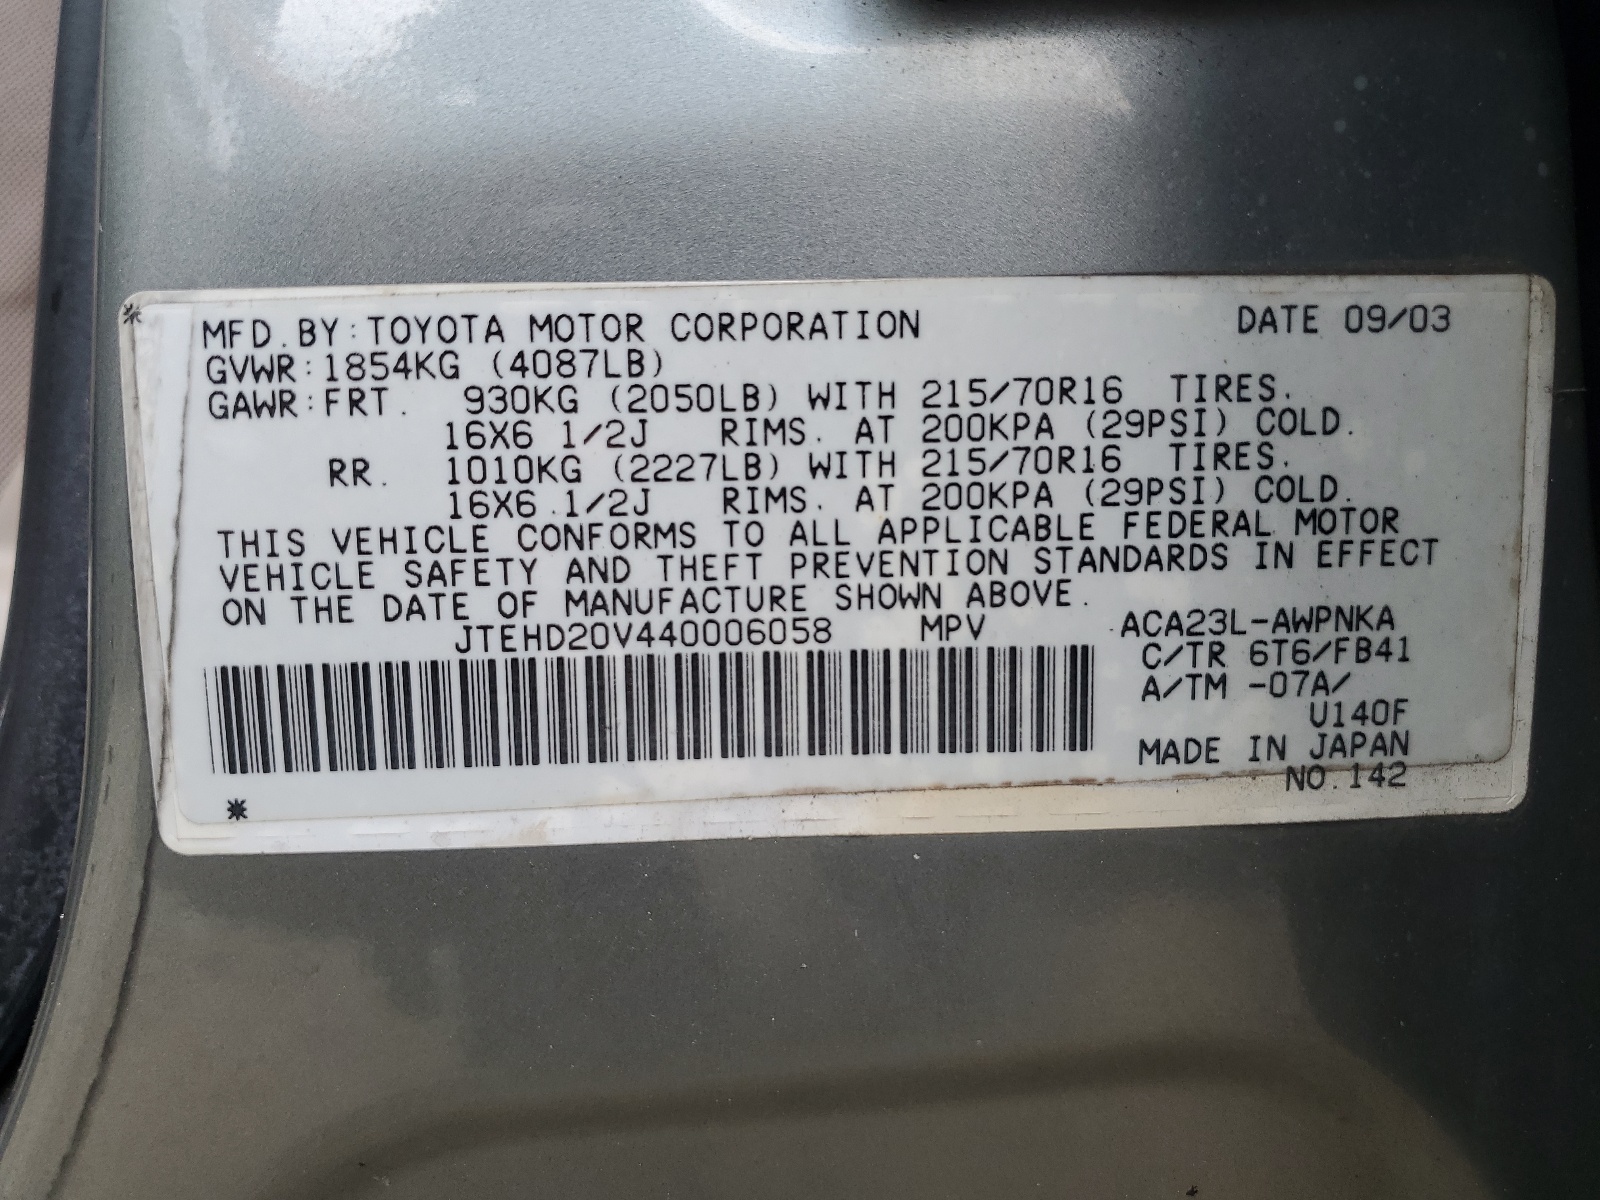 MFD. BY: TOYOTA MOTOR CORPORATION DATE 09/03
GVWR: 1854KG (4087LB)
GAWR: FRT. 930KG (2050LB) WITH 215/70R16 TIRES.
16X6 1/2J RIMS. AT 200KPA (29PSI) COLD.
RR. 1010KG (2227LB) WITH 215/70R16 TIRES.
16X6 1/2J RIMS. AT 200KPA (29PSI) COLD.
THIS VEHICLE CONFORMS TO ALL APPLICABLE FEDERAL MOTOR
VEHICLE SAFETY AND THEFT PREVENTION STANDARDS IN EFFECT
ON THE DATE OF MANUFACTURE SHOWN ABOVE.
JTEHD20V440006058 MPV ACA23L-AWPNKA
C/TR 6T6/FB41
A/TM -07A/
U140F
MADE IN JAPAN
NO.142